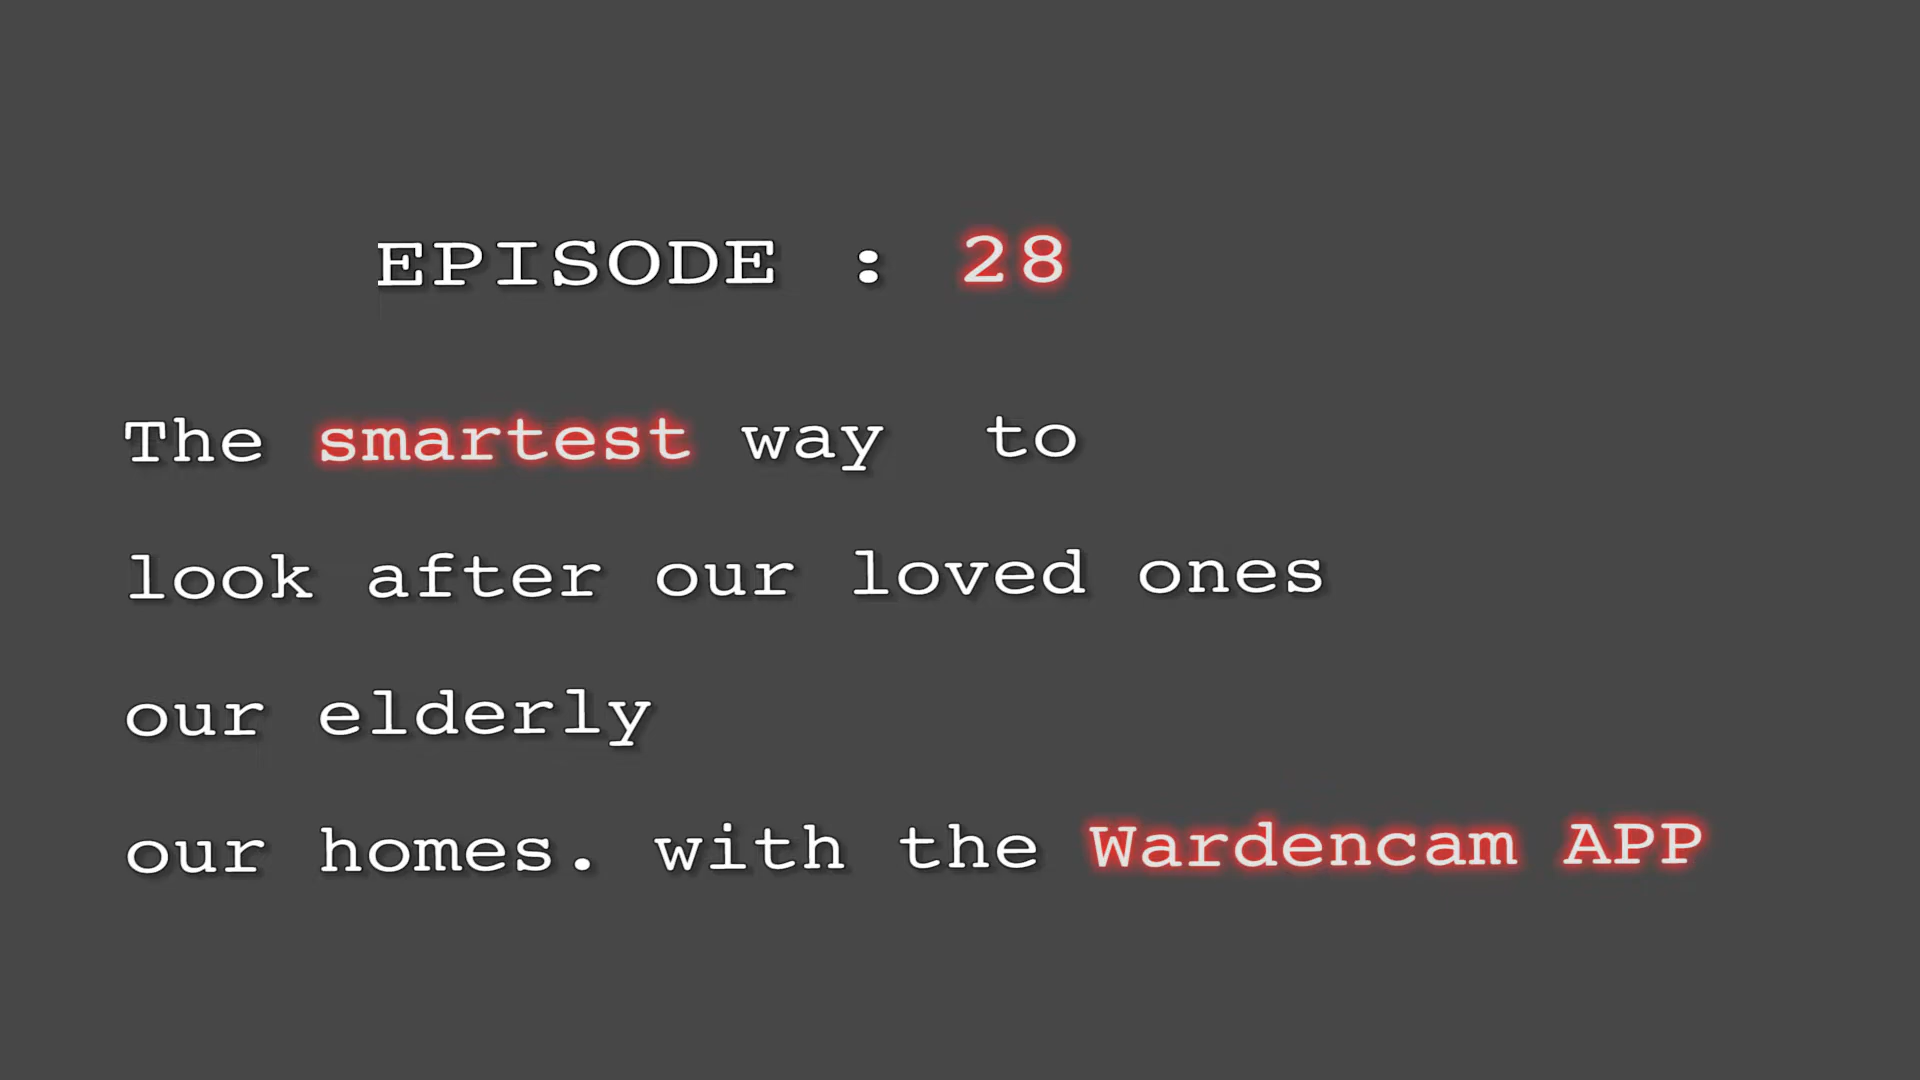 EPISODE : 28
The smartest way to
look after our loved ones
our elderly
our homes. with the Wardencam APP